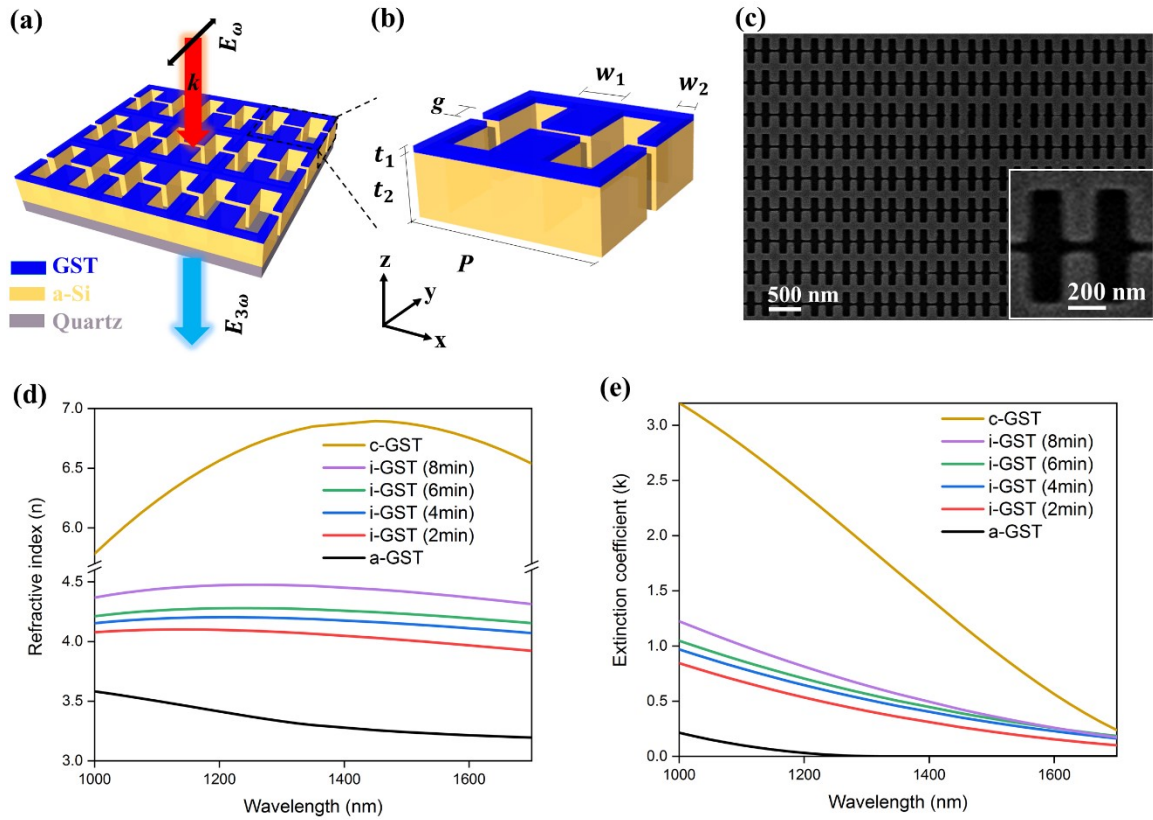 (a)
E_ω
k
GST
a-Si
Quartz
E_3ω
(b)
w_1
w_2
g
t_1
t_2
P
z
y
x
(c)
500 nm
200 nm
(d)
7.0
6.5
6.0
4.5
4.0
3.5
3.0
Refractive index (n)
c-GST
i-GST (8min)
i-GST (6min)
i-GST (4min)
i-GST (2min)
a-GST
1000
1200
1400
1600
Wavelength (nm)
(e)
3.0
2.5
2.0
1.5
1.0
0.5
0.0
Extinction coefficient (k)
c-GST
i-GST (8min)
i-GST (6min)
i-GST (4min)
i-GST (2min)
a-GST
1000
1200
1400
1600
Wavelength (nm)